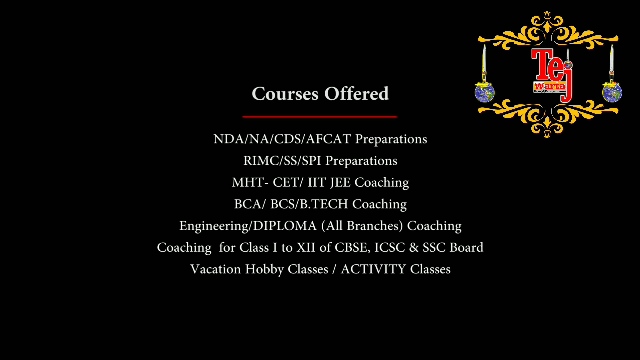 Courses Offered
Tej
warta
NDA/NA/CDS/AFCAT Preparations
RIMC/SS/SPI Preparations
MHT- CET/ IIT JEE Coaching
BCA/ BCS/B.TECH Coaching
Engineering/DIPLOMA (All Branches) Coaching
Coaching  for Class I to XII of CBSE, ICSC & SSC Board
Vacation Hobby Classes / ACTIVITY Classes